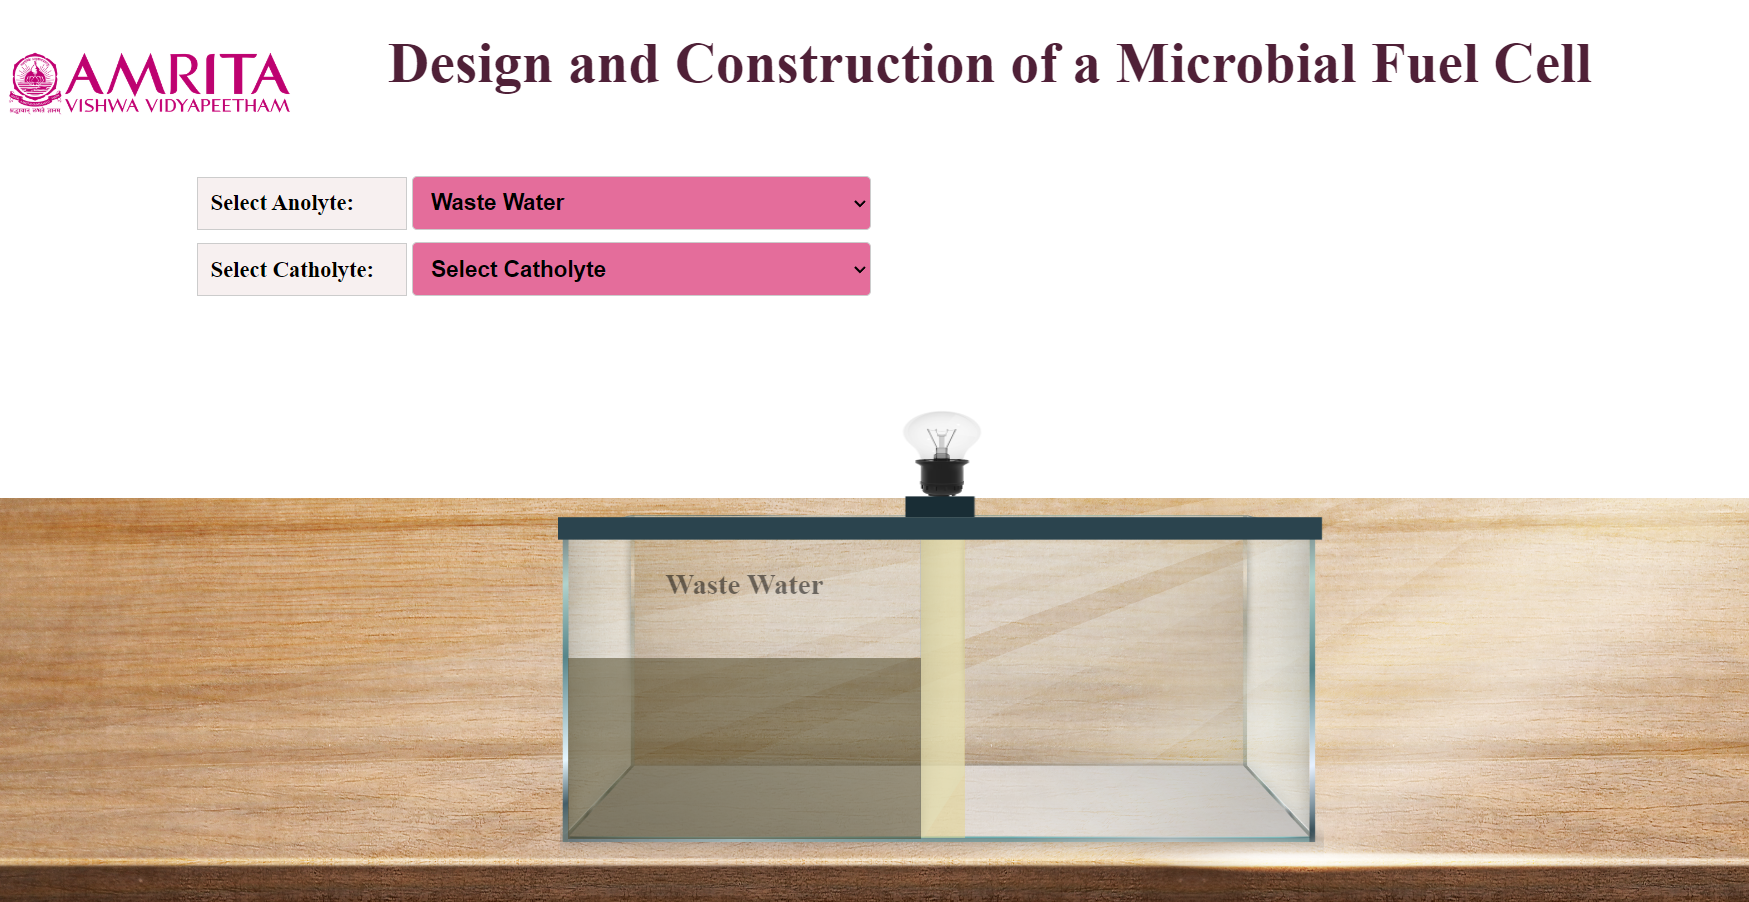 Design and Construction of a Microbial Fuel Cell
AMRITA
VISHWA VIDYAPEETHAM
Select Anolyte:
Waste Water
Select Catholyte:
Select Catholyte
Waste Water